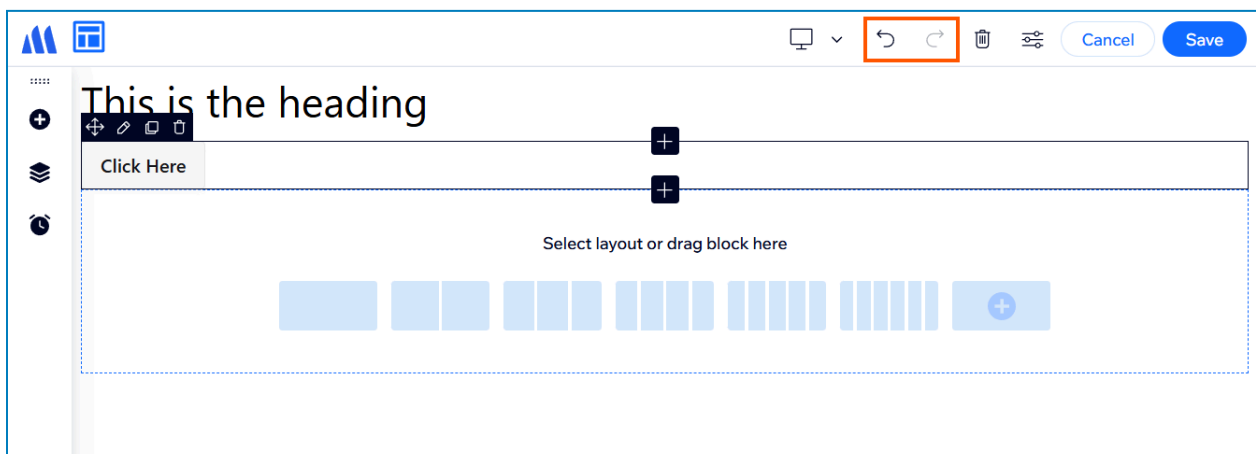 Cancel
Save
This is the heading
Click Here
Select layout or drag block here